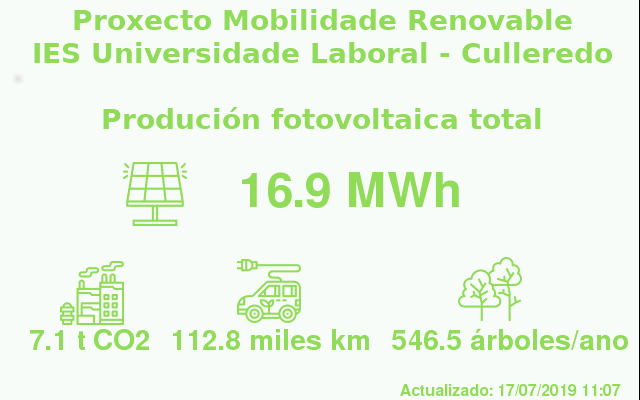 Proxecto Mobilidade Renovable
IES Universidade Laboral - Culleredo
Produción fotovoltaica total
16.9 MWh
7.1 t CO2 112.8 miles km 546.5 árboles/ano
Actualizado: 17/07/2019 11:07